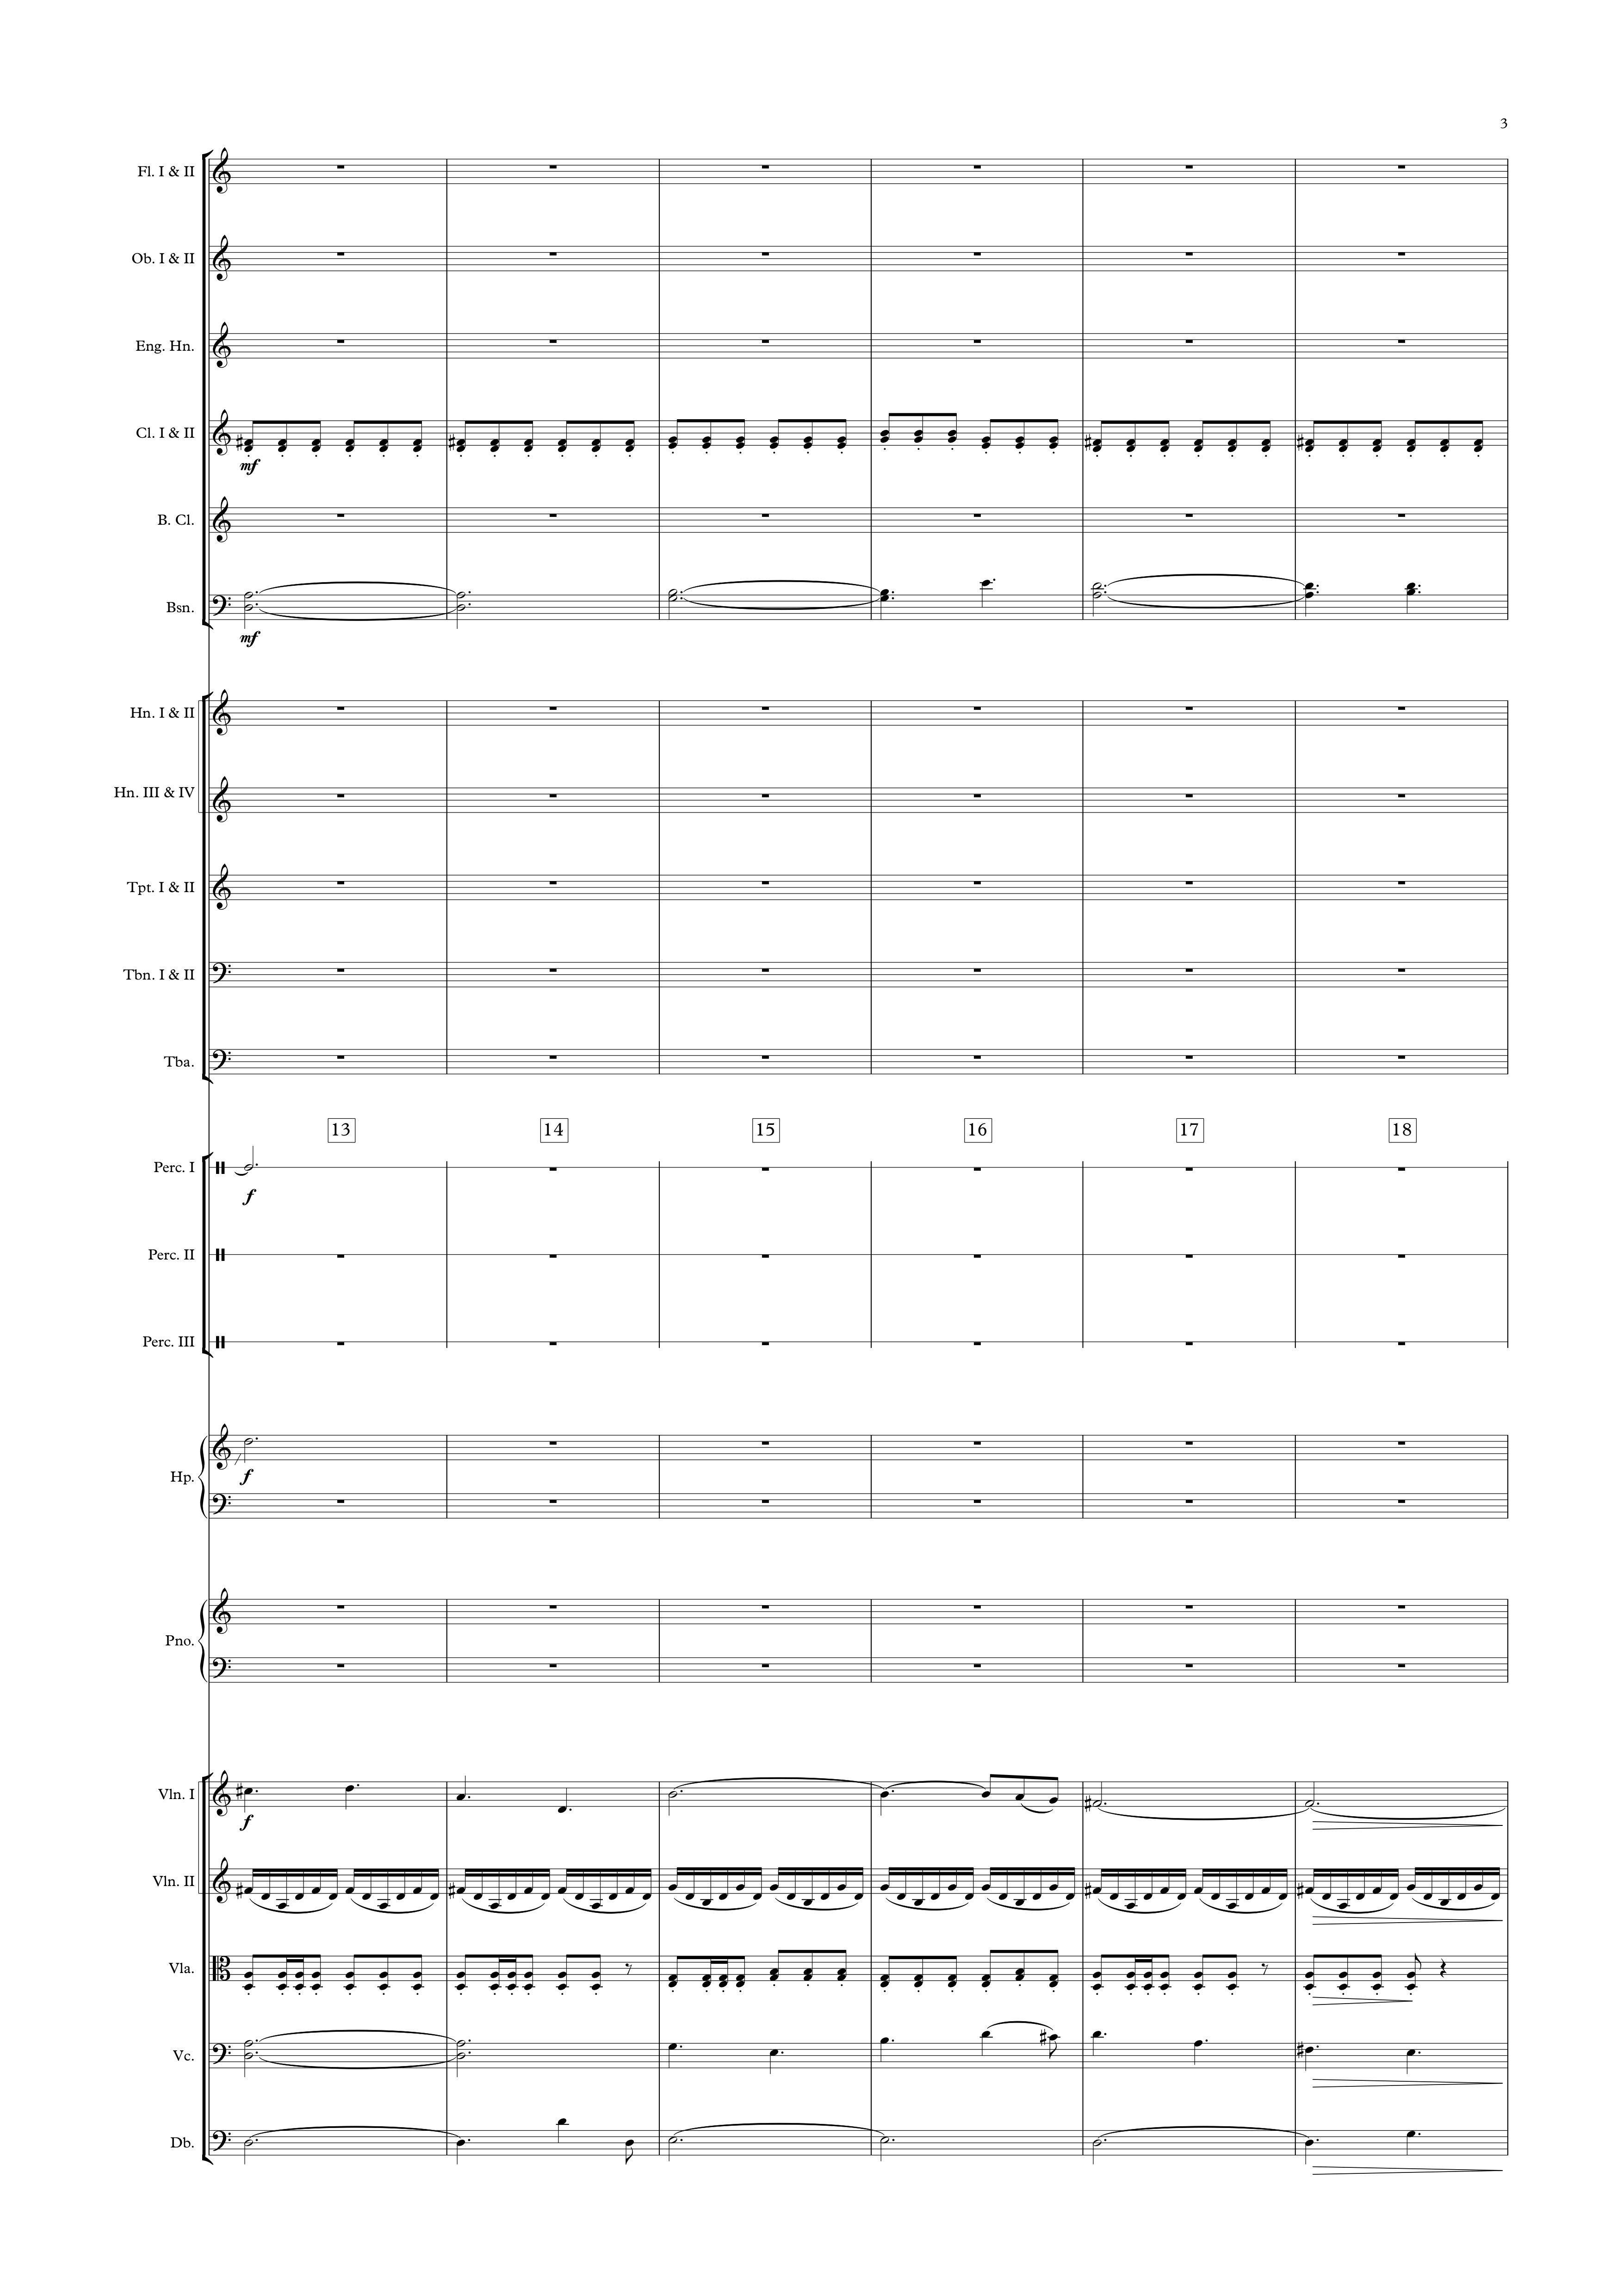 3
Fl. I & II
Ob. I & II
Eng. Hn.
Cl. I & II
mf
B. Cl.
Bsn.
mf
Hn. I & II
Hn. III & IV
Tpt. I & II
Tbn. I & II
Tba.
13 14 15 16 17 18
Perc. I
f
Perc. II
Perc. III
Hp.
f
Pno.
Vln. I
f
Vln. II
Vla.
Vc.
Db.